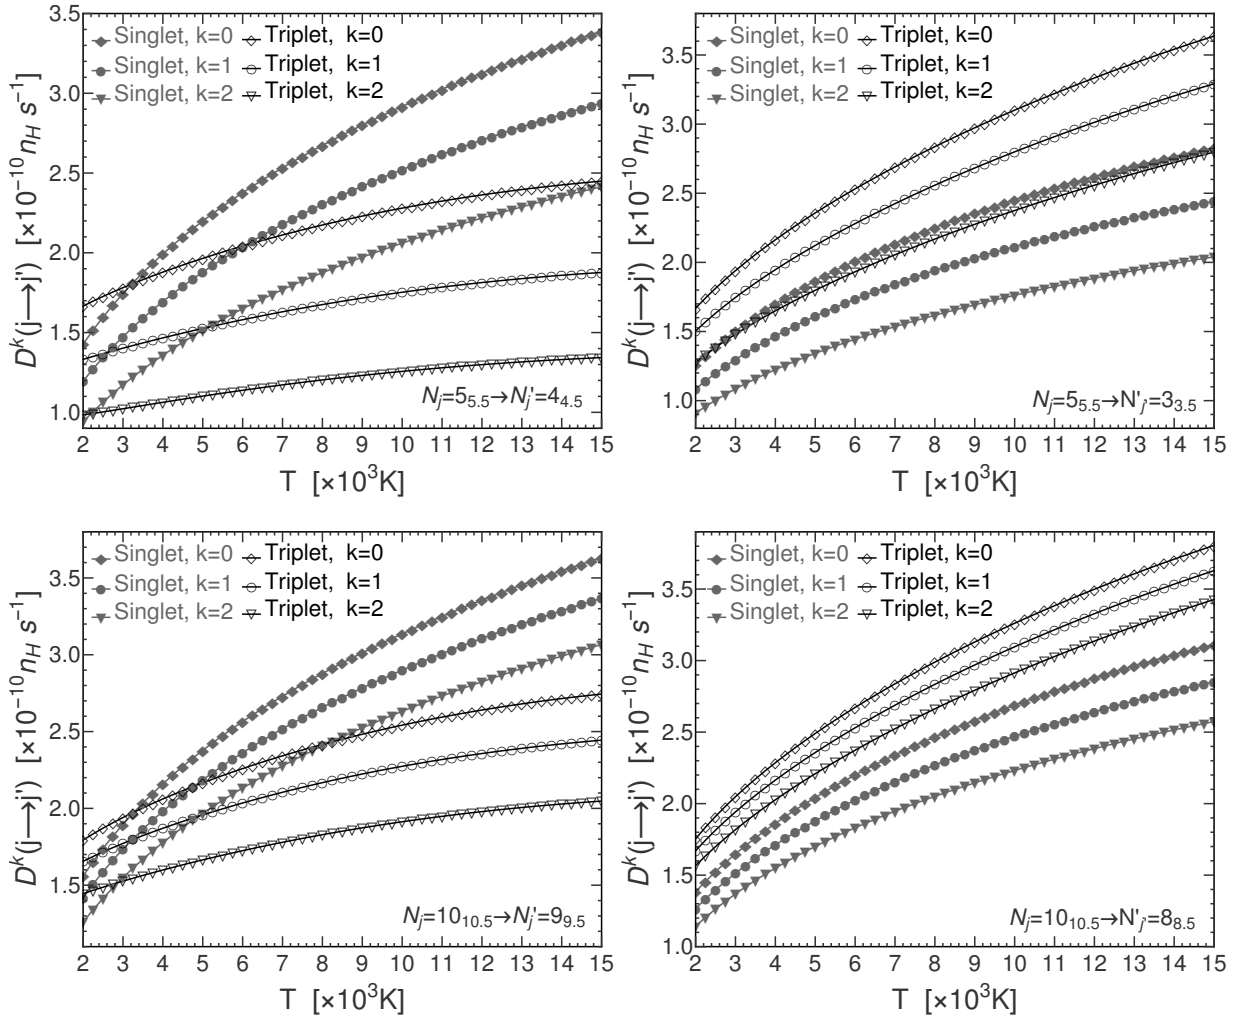 D^k(j⟶j') [×10^−10 n_H s^−1]
3.5
3.0
2.5
2.0
1.5
1.0
Singlet, k=0 Triplet, k=0
Singlet, k=1 Triplet, k=1
Singlet, k=2 Triplet, k=2
N_j=5_5.5→N_j'=4_4.5
2 3 4 5 6 7 8 9 10 11 12 13 14 15
T [×10^3K]
D^k(j⟶j') [×10^−10 n_H s^−1]
3.5
3.0
2.5
2.0
1.5
1.0
Singlet, k=0 Triplet, k=0
Singlet, k=1 Triplet, k=1
Singlet, k=2 Triplet, k=2
N_j=5_5.5→N'_j'=3_3.5
2 3 4 5 6 7 8 9 10 11 12 13 14 15
T [×10^3K]
D^k(j⟶j') [×10^−10 n_H s^−1]
3.5
3.0
2.5
2.0
1.5
Singlet, k=0 Triplet, k=0
Singlet, k=1 Triplet, k=1
Singlet, k=2 Triplet, k=2
N_j=10_10.5→N_j'=9_9.5
2 3 4 5 6 7 8 9 10 11 12 13 14 15
T [×10^3K]
D^k(j⟶j') [×10^−10 n_H s^−1]
3.5
3.0
2.5
2.0
1.5
1.0
Singlet, k=0 Triplet, k=0
Singlet, k=1 Triplet, k=1
Singlet, k=2 Triplet, k=2
N_j=10_10.5→N'_j'=8_8.5
2 3 4 5 6 7 8 9 10 11 12 13 14 15
T [×10^3K]